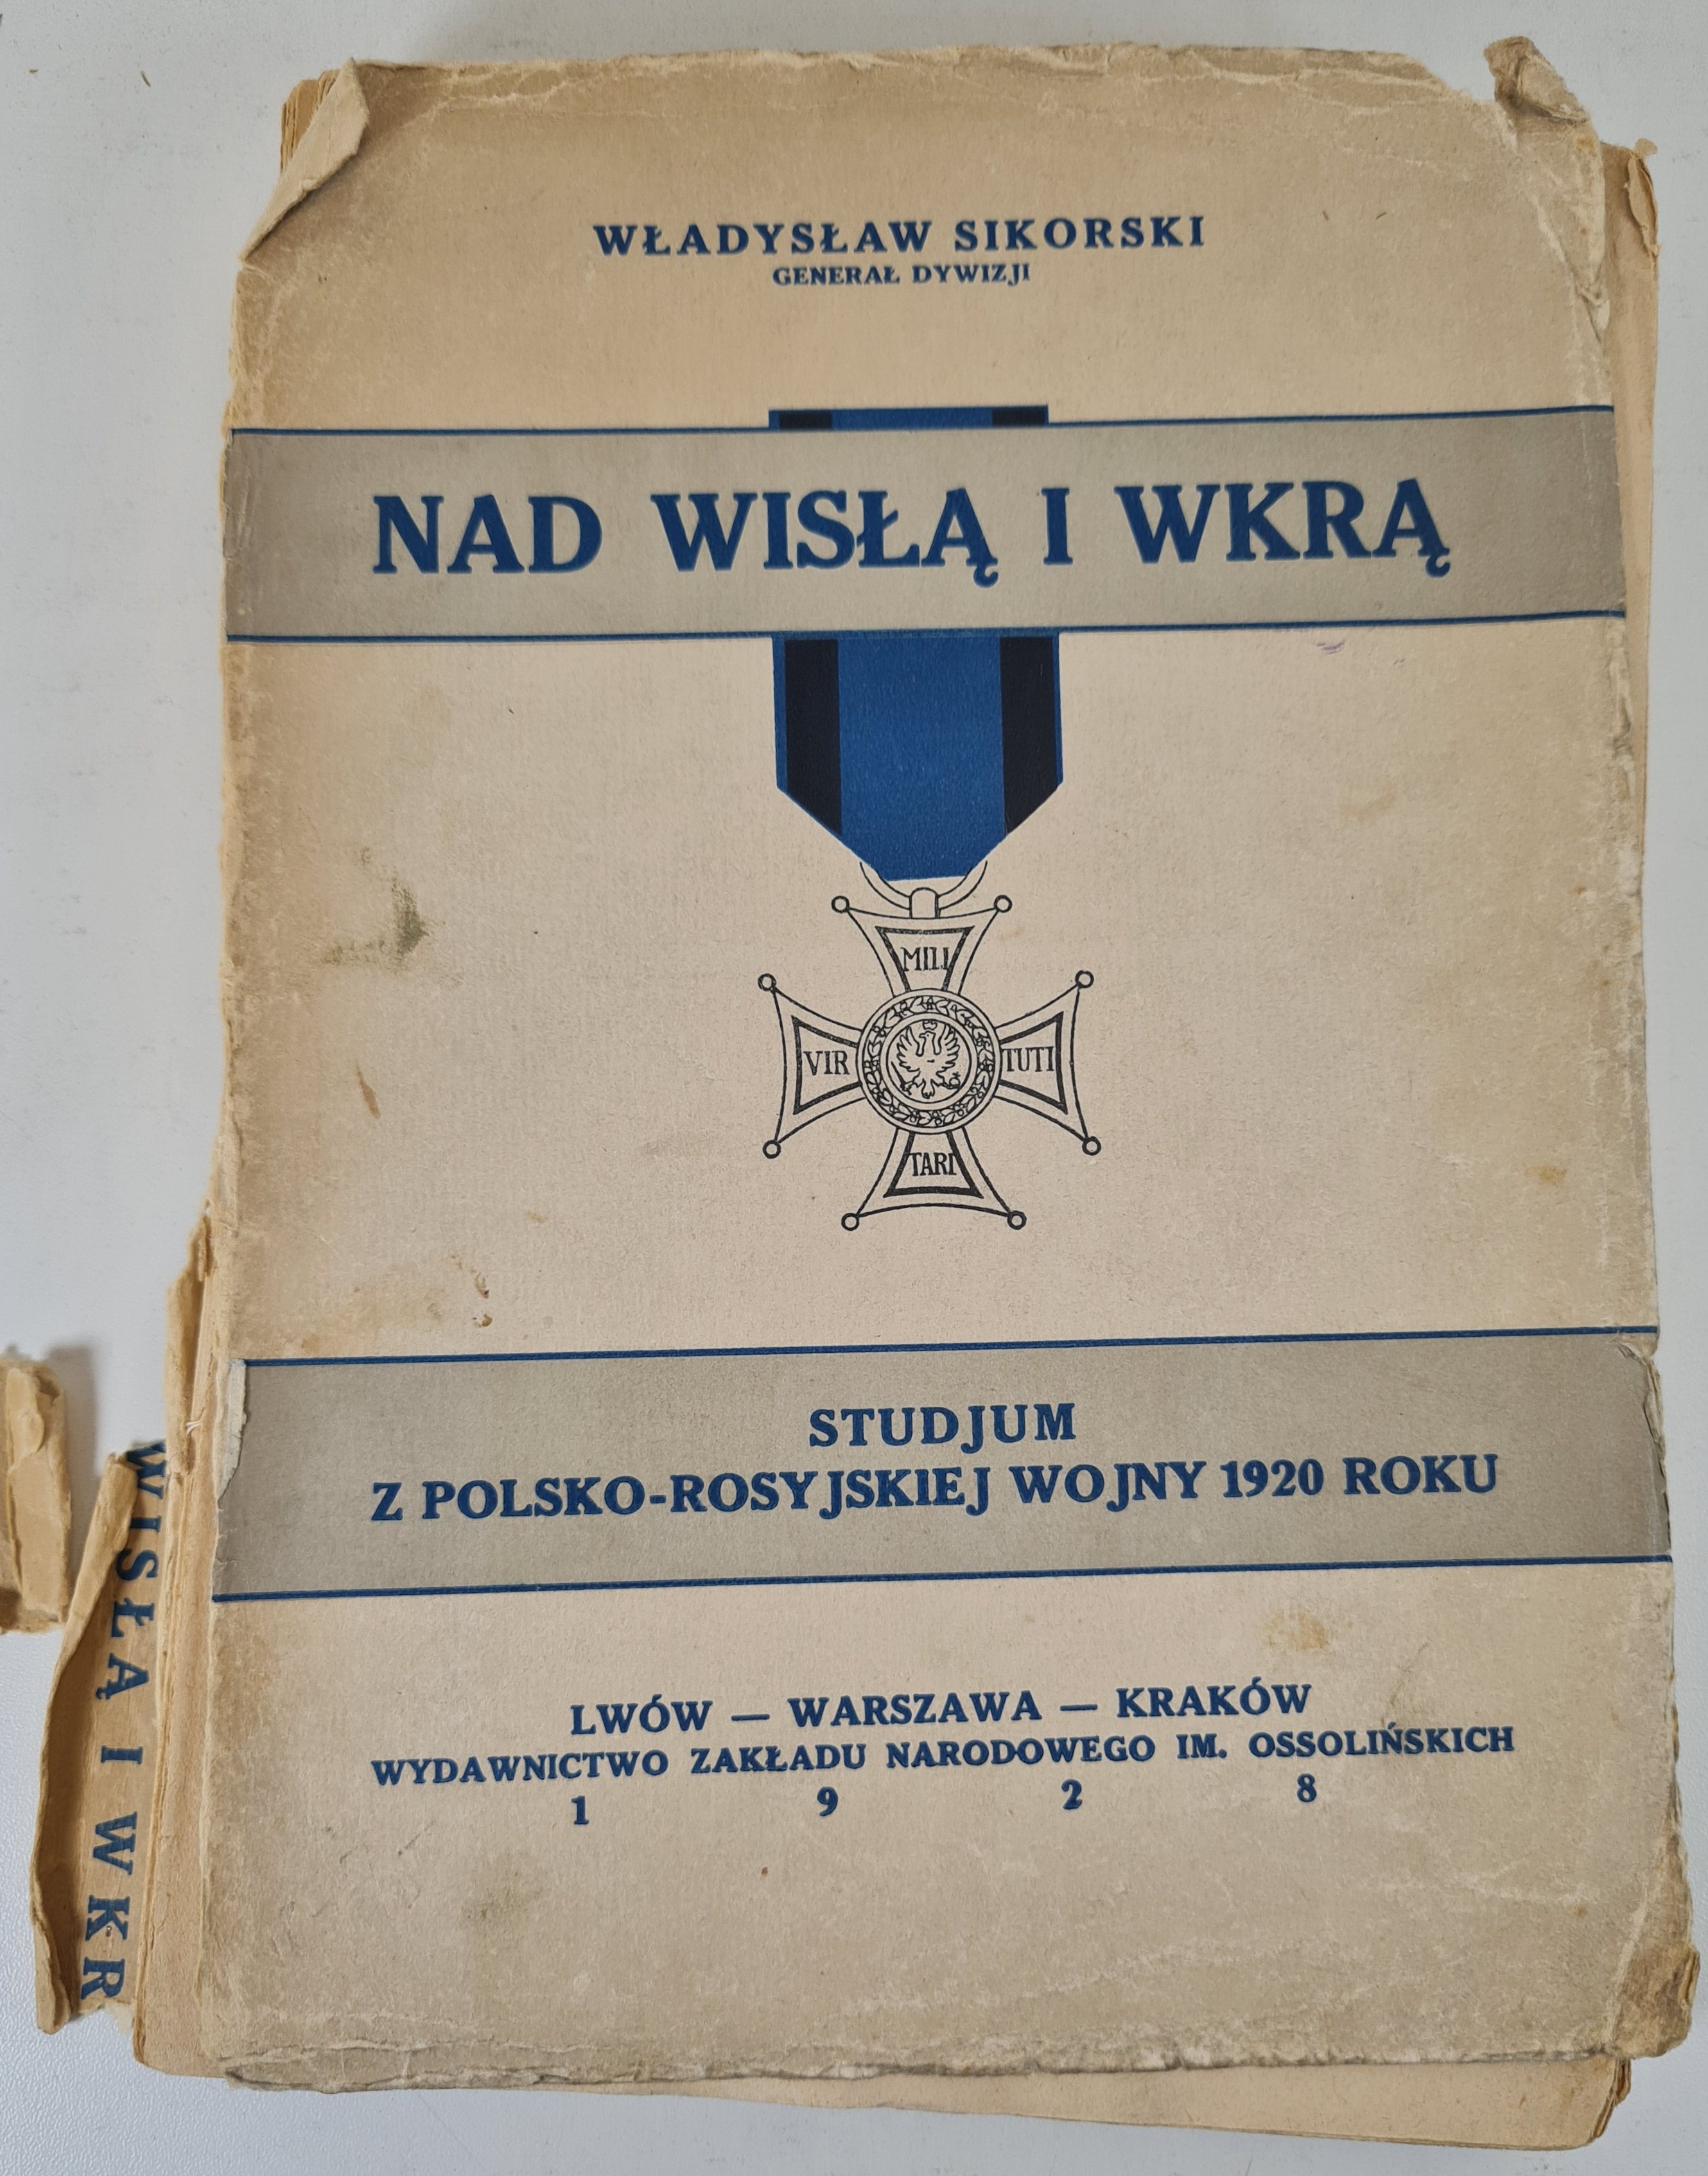 WŁADYSŁAW SIKORSKI
GENERAŁ DYWIZJI
NAD WISŁĄ I WKRĄ
MILI
VIR TUTI
TARI
STUDJUM
Z POLSKO-ROSYJSKIEJ WOJNY 1920 ROKU
LWÓW — WARSZAWA — KRAKÓW
WYDAWNICTWO ZAKŁADU NARODOWEGO IM. OSSOLIŃSKICH
1 9 2 8
WISŁĄ I WKR